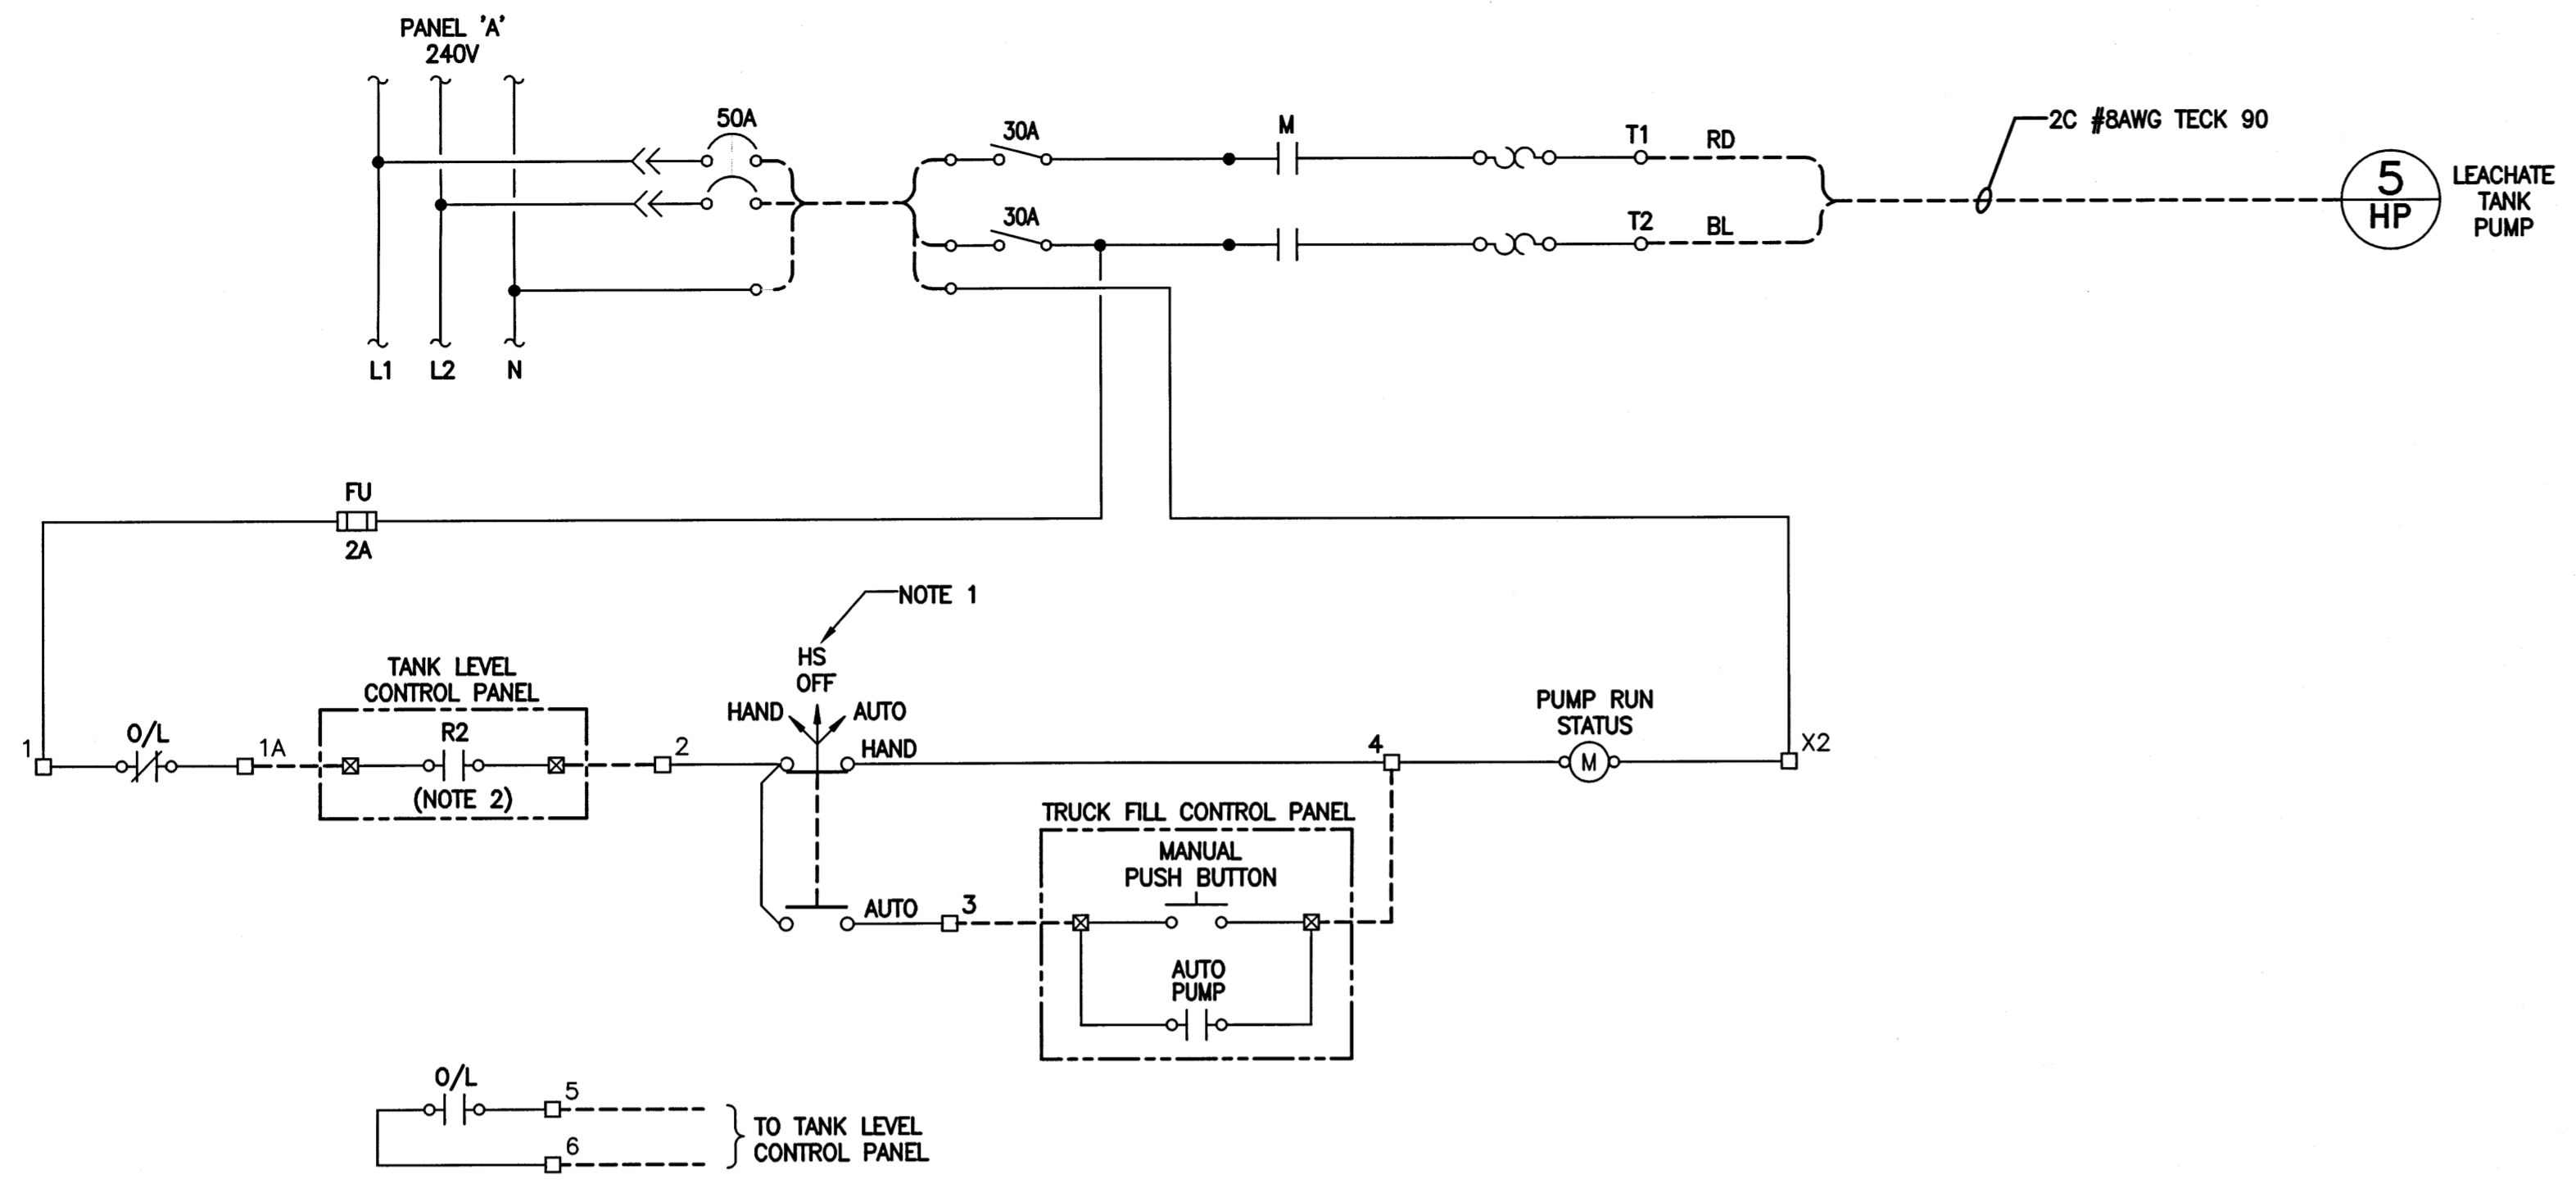 PANEL 'A'
240V
50A
30A
M
T1
RD
2C #8AWG TECK 90
5
HP
LEACHATE
TANK
PUMP
30A
T2
BL
L1
L2
N
FU
2A
NOTE 1
HS
OFF
HAND
AUTO
TANK LEVEL
CONTROL PANEL
1
O/L
1A
R2
(NOTE 2)
2
HAND
4
PUMP RUN
STATUS
M
X2
TRUCK FILL CONTROL PANEL
MANUAL
PUSH BUTTON
AUTO
3
AUTO
PUMP
O/L
5
6
TO TANK LEVEL
CONTROL PANEL